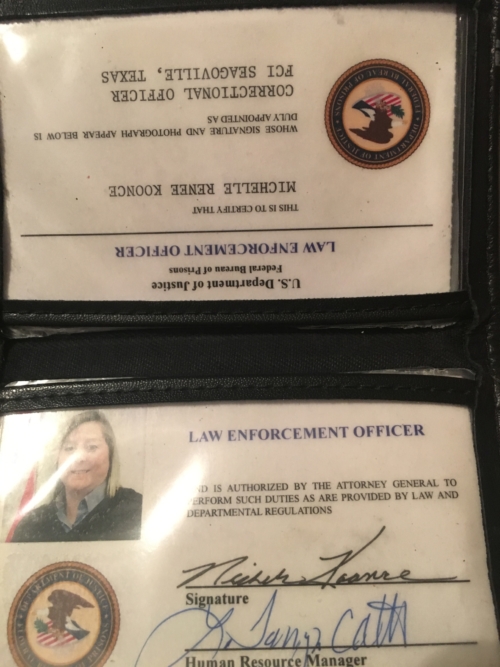 U.S. Department of Justice
Federal Bureau of Prisons
LAW ENFORCEMENT OFFICER
THIS IS TO CERTIFY THAT
MICHELLE RENEE KOONCE
WHOSE SIGNATURE AND PHOTOGRAPH APPEAR BELOW IS
DULY APPOINTED AS
CORRECTIONAL OFFICER
FCI SEAGOVILLE, TEXAS
LAW ENFORCEMENT OFFICER
IS AUTHORIZED BY THE ATTORNEY GENERAL TO
PERFORM SUCH DUTIES AS ARE PROVIDED BY LAW AND
DEPARTMENTAL REGULATIONS
Signature
Human Resource Manager